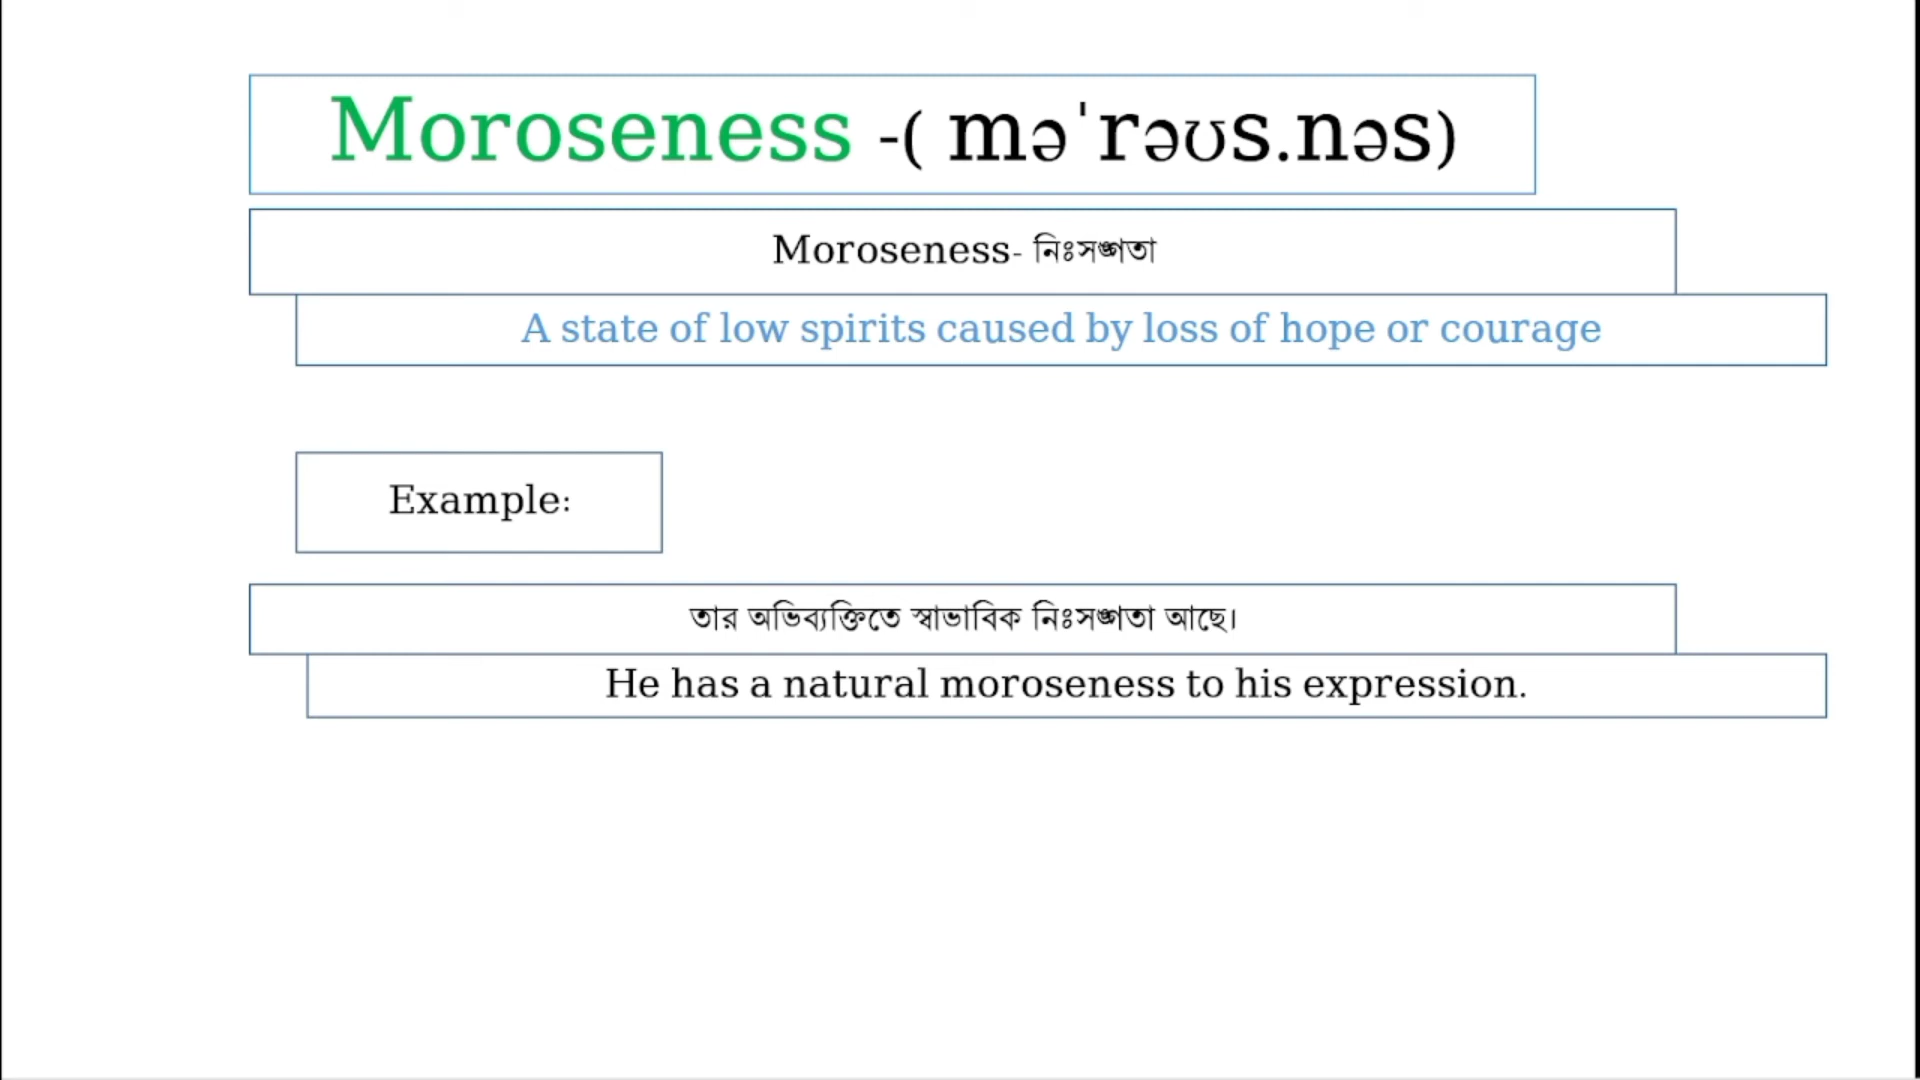 Moroseness -( məˈrəʊs.nəs)
Moroseness- নিঃসঙ্গতা
A state of low spirits caused by loss of hope or courage
Example:
তার অভিব্যক্তিতে স্বাভাবিক নিঃসঙ্গতা আছে।
He has a natural moroseness to his expression.